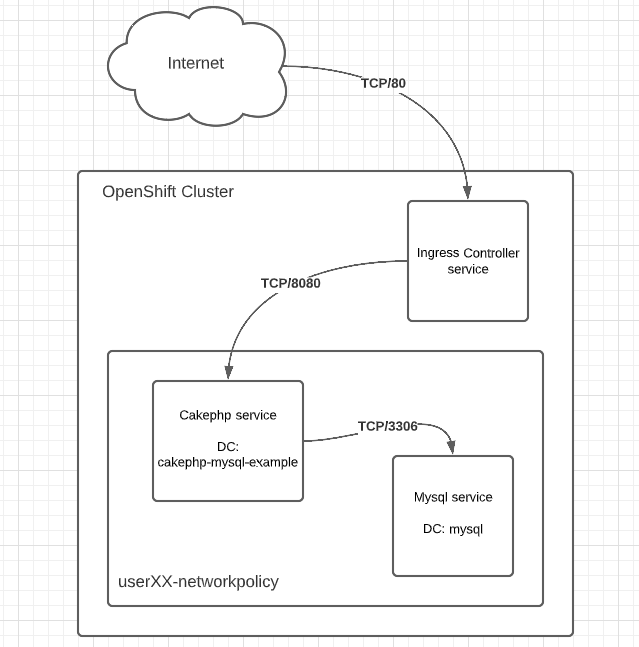 Internet
TCP/80
OpenShift Cluster
Ingress Controller
service
TCP/8080
Cakephp service
DC:
cakephp-mysql-example
TCP/3306
Mysql service
DC: mysql
userXX-networkpolicy